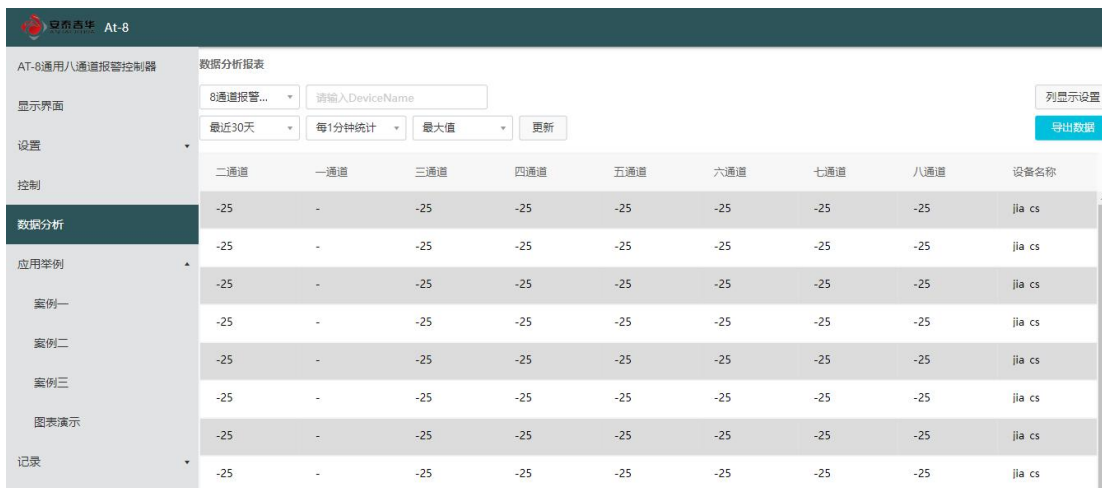 安泰吉华 At-8
AT-8通用八通道报警控制器
显示界面
设置
控制
数据分析
应用举例
案例一
案例二
案例三
图表演示
记录
数据分析报表
8通道报警... 请输入DeviceName 列显示设置
最近30天 每1分钟统计 最大值 更新 导出数据
二通道 一通道 三通道 四通道 五通道 六通道 七通道 八通道 设备名称
-25 - -25 -25 -25 -25 -25 -25 jia cs
-25 - -25 -25 -25 -25 -25 -25 jia cs
-25 - -25 -25 -25 -25 -25 -25 jia cs
-25 - -25 -25 -25 -25 -25 -25 jia cs
-25 - -25 -25 -25 -25 -25 -25 jia cs
-25 - -25 -25 -25 -25 -25 -25 jia cs
-25 - -25 -25 -25 -25 -25 -25 jia cs
-25 - -25 -25 -25 -25 -25 -25 jia cs